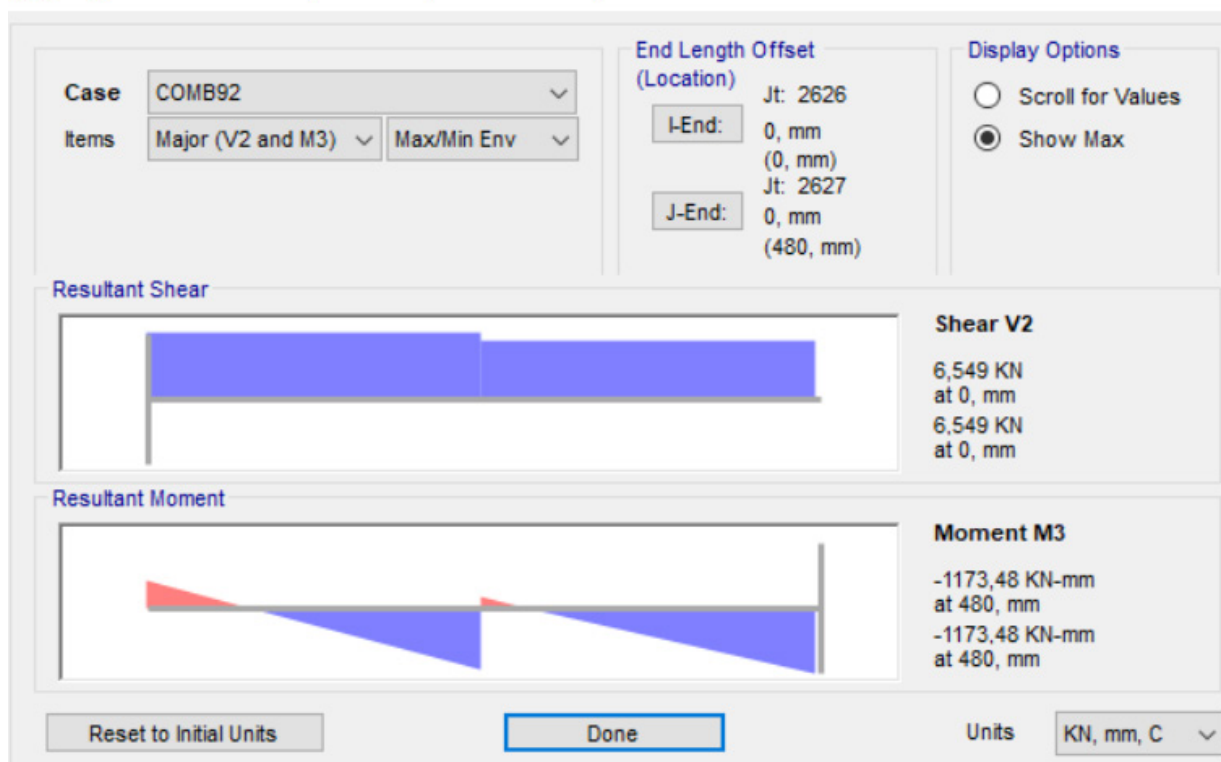 Case COMB92
Items Major (V2 and M3) Max/Min Env
End Length Offset
(Location)
I-End:
Jt: 2626
0, mm
(0, mm)
J-End:
Jt: 2627
0, mm
(480, mm)
Display Options
Scroll for Values
Show Max
Resultant Shear
Shear V2
6,549 KN
at 0, mm
6,549 KN
at 0, mm
Resultant Moment
Moment M3
-1173,48 KN-mm
at 480, mm
-1173,48 KN-mm
at 480, mm
Reset to Initial Units
Done
Units KN, mm, C